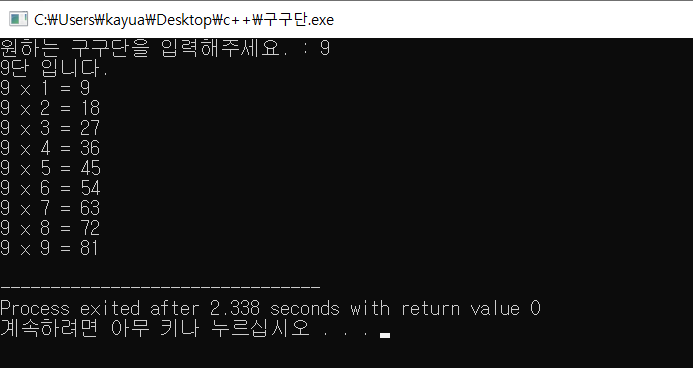 C:₩Users₩kayua₩Desktop₩c++₩구구단.exe
원하는 구구단을 입력해주세요. : 9
9단 입니다.
9 x 1 = 9
9 x 2 = 18
9 x 3 = 27
9 x 4 = 36
9 x 5 = 45
9 x 6 = 54
9 x 7 = 63
9 x 8 = 72
9 x 9 = 81
--------------------------------
Process exited after 2.338 seconds with return value 0
계속하려면 아무 키나 누르십시오 . . .